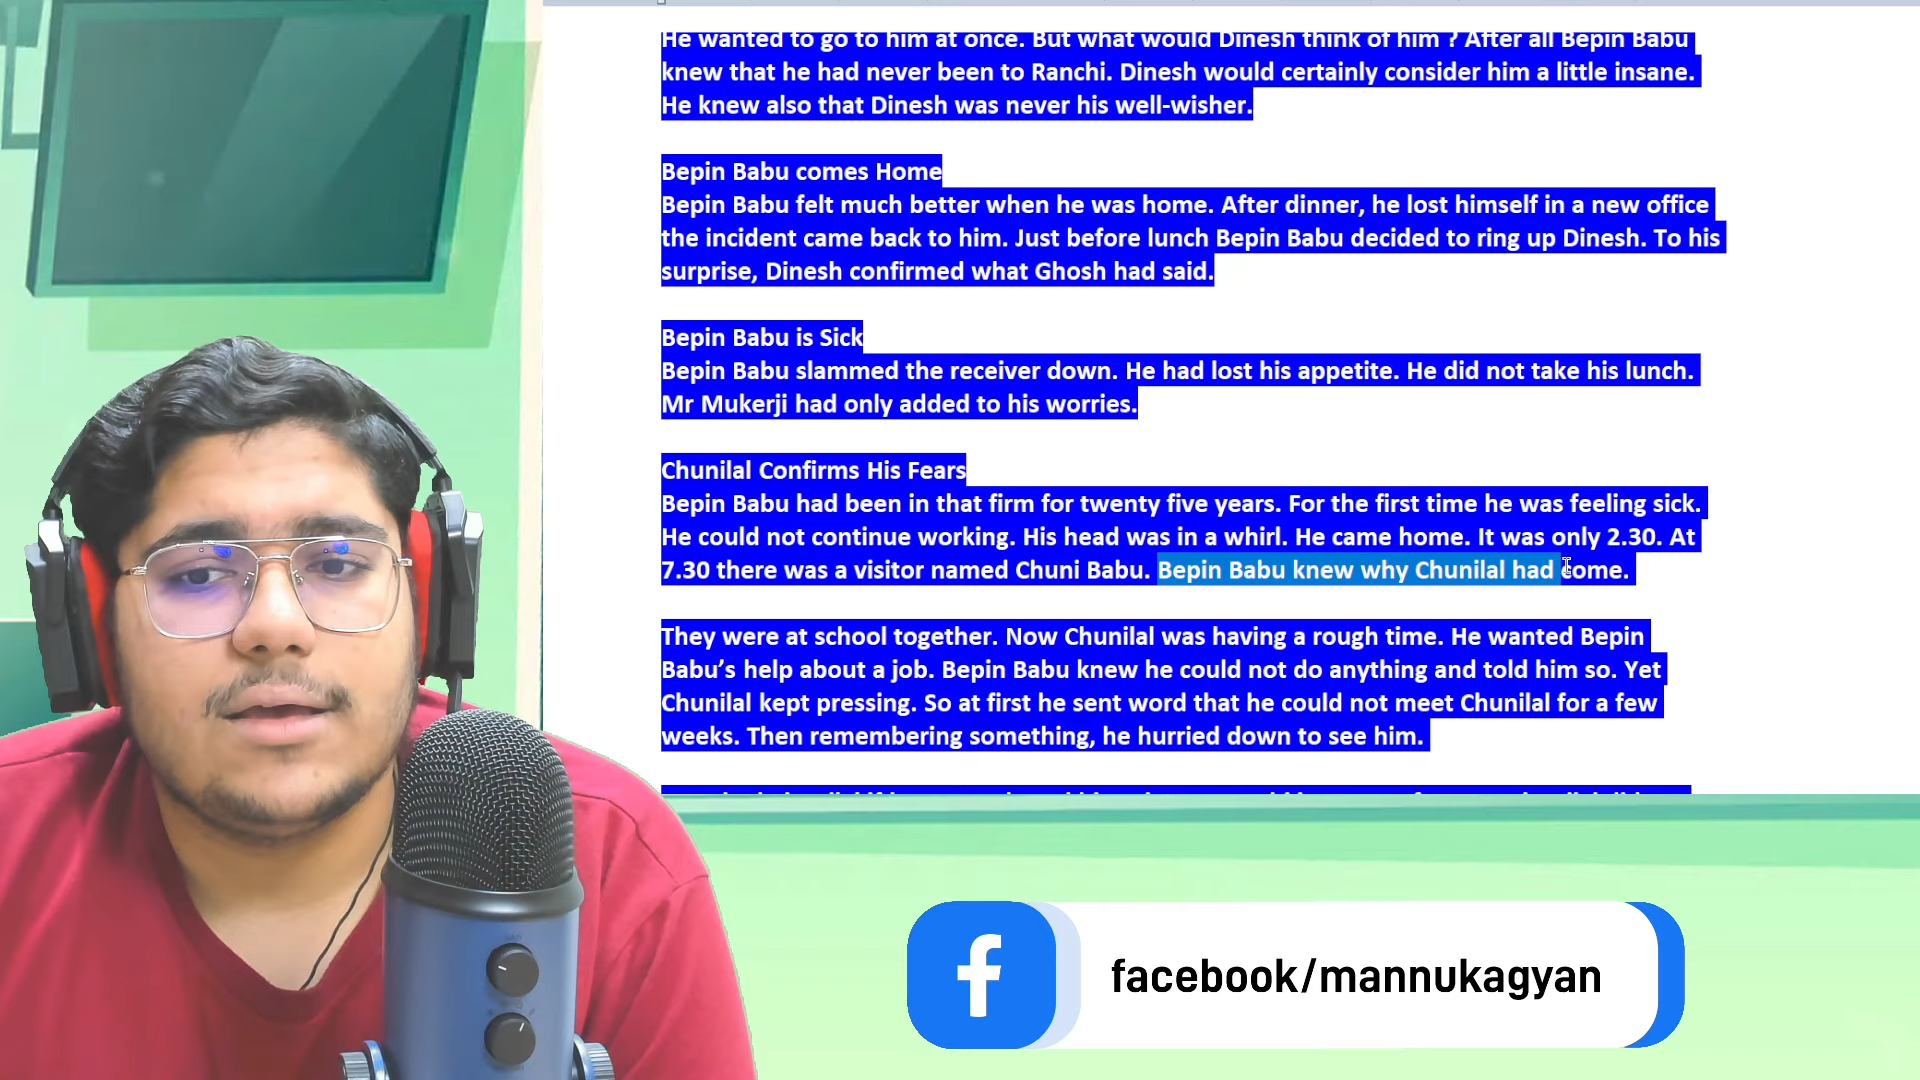 He wanted to go to him at once. But what would Dinesh think of him ? After all Bepin Babu
knew that he had never been to Ranchi. Dinesh would certainly consider him a little insane.
He knew also that Dinesh was never his well-wisher.
Bepin Babu comes Home
Bepin Babu felt much better when he was home. After dinner, he lost himself in a new office
the incident came back to him. Just before lunch Bepin Babu decided to ring up Dinesh. To his
surprise, Dinesh confirmed what Ghosh had said.
Bepin Babu is Sick
Bepin Babu slammed the receiver down. He had lost his appetite. He did not take his lunch.
Mr Mukerji had only added to his worries.
Chunilal Confirms His Fears
Bepin Babu had been in that firm for twenty five years. For the first time he was feeling sick.
He could not continue working. His head was in a whirl. He came home. It was only 2.30. At
7.30 there was a visitor named Chuni Babu. Bepin Babu knew why Chunilal had come.
They were at school together. Now Chunilal was having a rough time. He wanted Bepin
Babu’s help about a job. Bepin Babu knew he could not do anything and told him so. Yet
Chunilal kept pressing. So at first he sent word that he could not meet Chunilal for a few
weeks. Then remembering something, he hurried down to see him.
facebook/mannukagyan